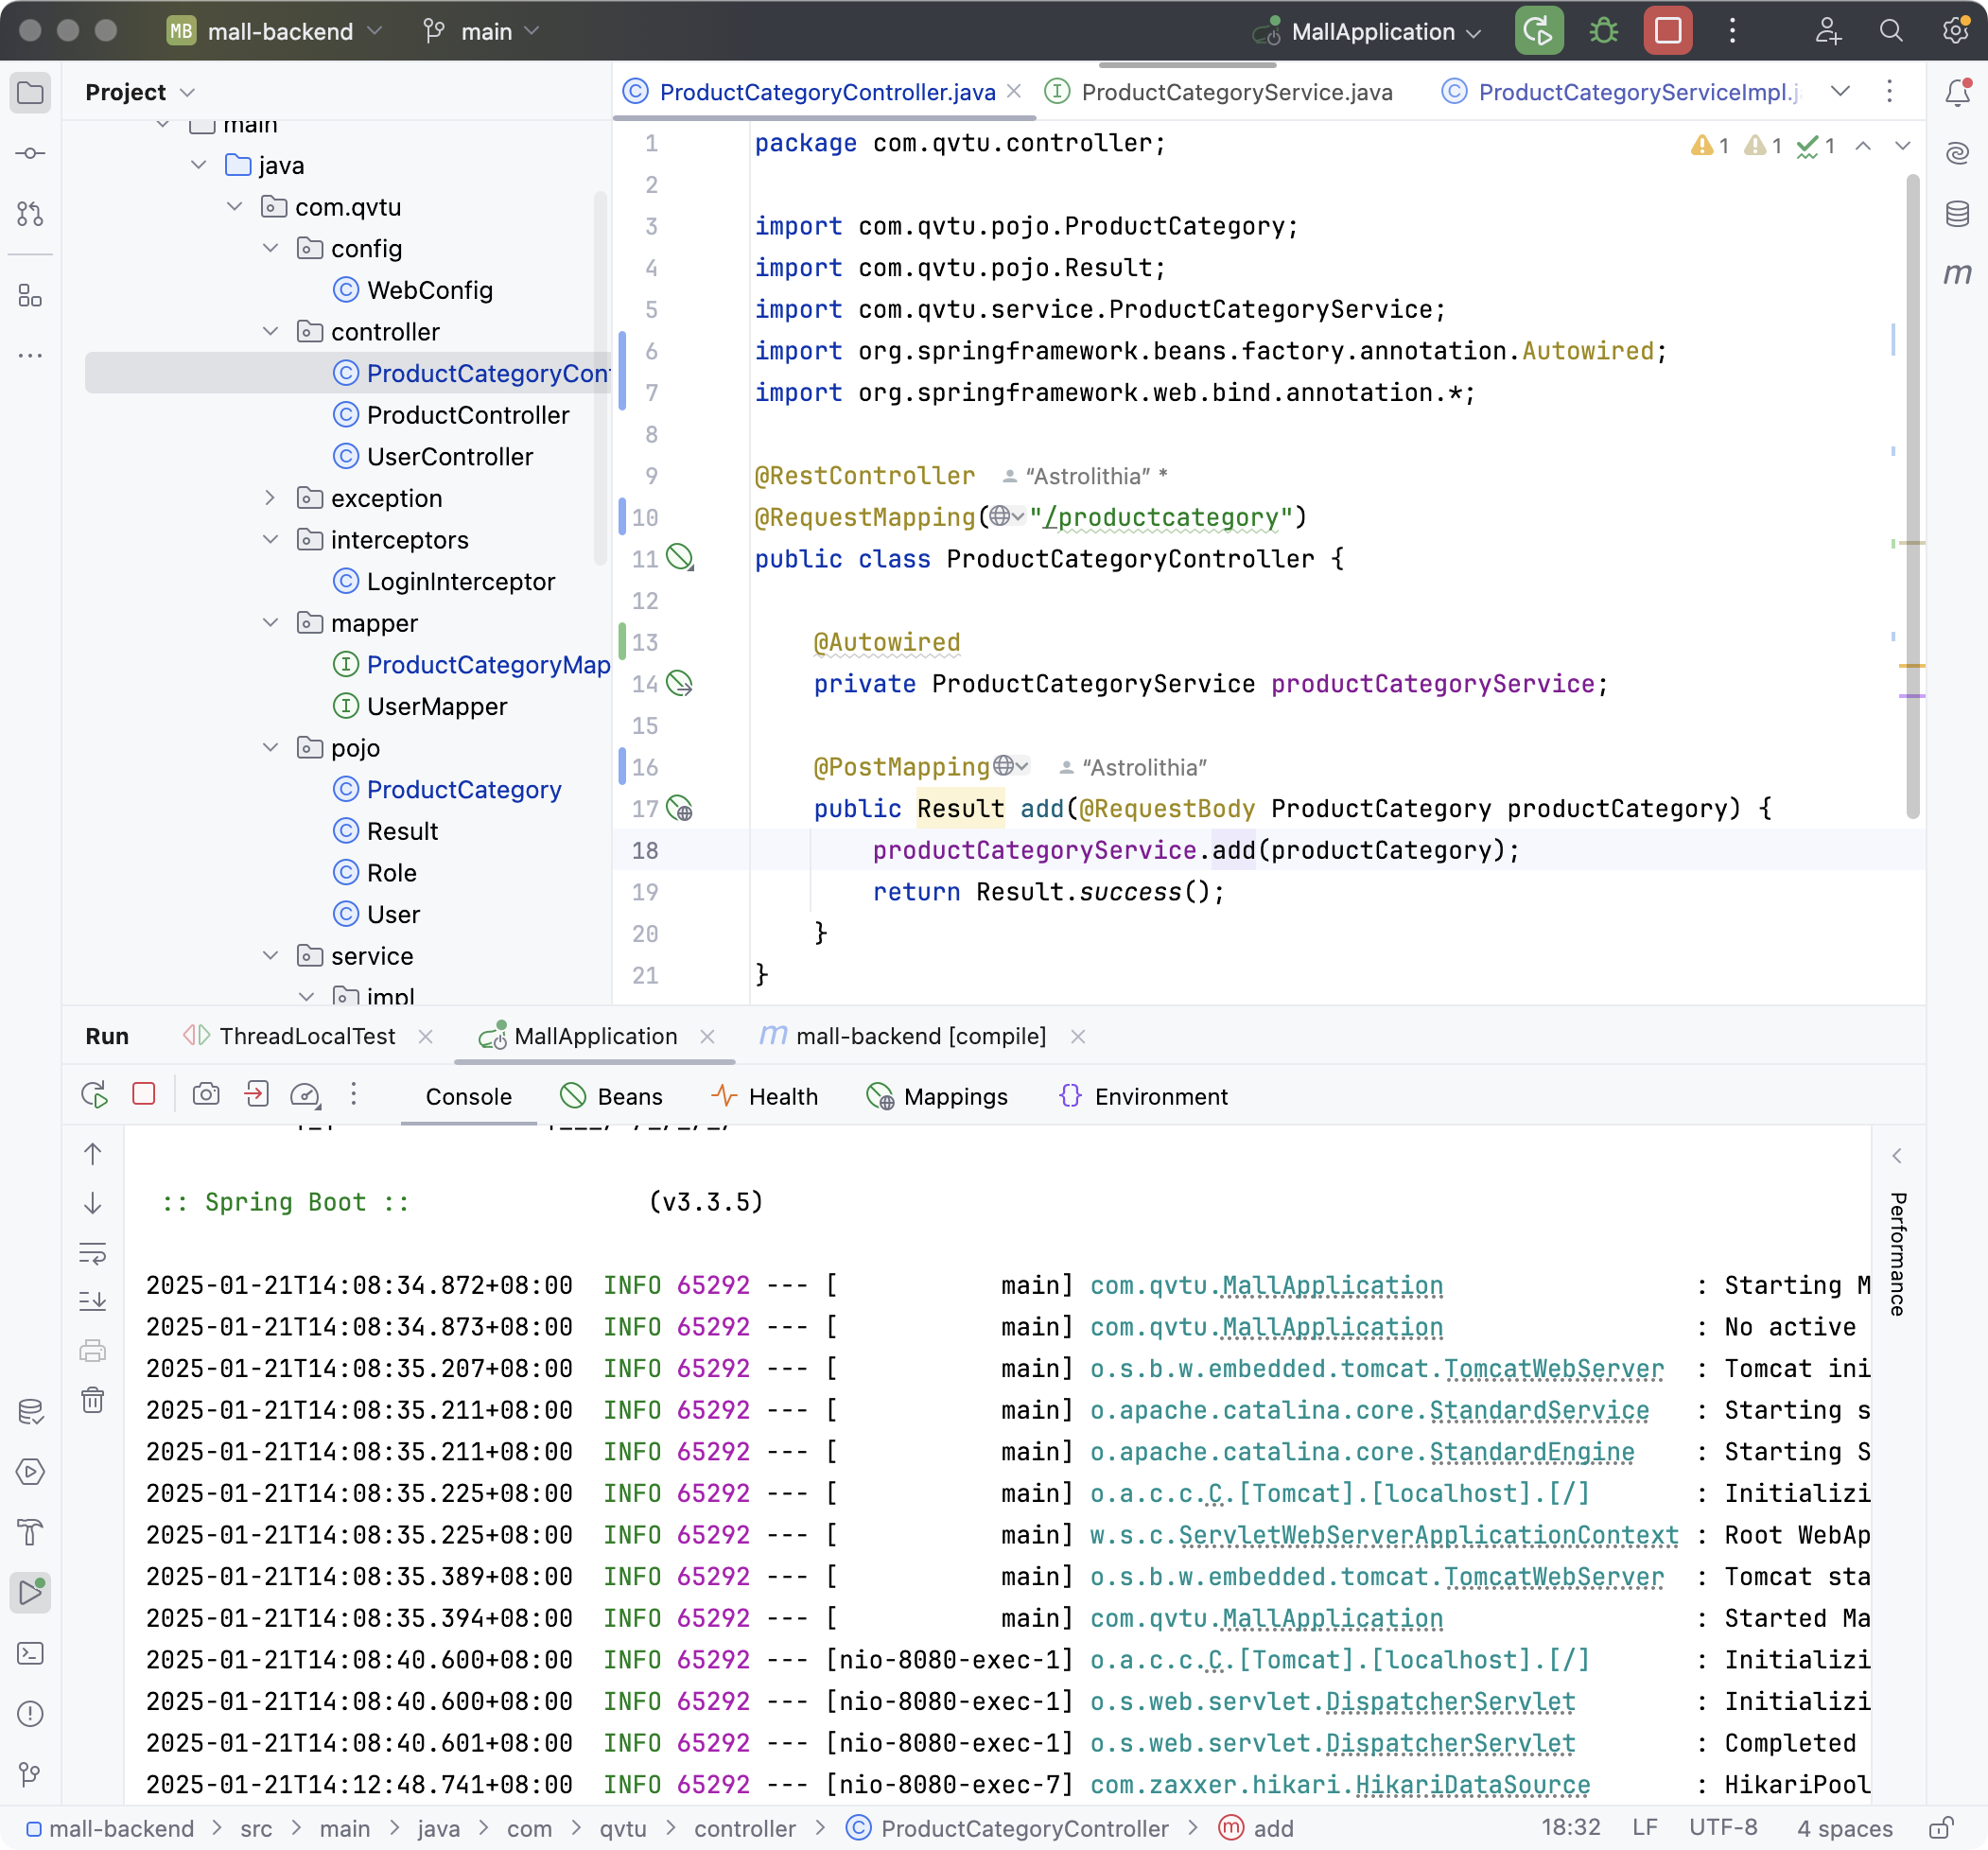 MB mall-backend main MallApplication
Project
main
java
com.qvtu
config
WebConfig
controller
ProductCategoryCon
ProductController
UserController
exception
interceptors
LoginInterceptor
mapper
ProductCategoryMap
UserMapper
pojo
ProductCategory
Result
Role
User
service
impl
ProductCategoryController.java ProductCategoryService.java ProductCategoryServiceImpl.j
1 1 1
1 package com.qvtu.controller;
2
3 import com.qvtu.pojo.ProductCategory;
4 import com.qvtu.pojo.Result;
5 import com.qvtu.service.ProductCategoryService;
6 import org.springframework.beans.factory.annotation.Autowired;
7 import org.springframework.web.bind.annotation.*;
8
9 @RestController “Astrolithia” *
10 @RequestMapping("/productcategory")
11 public class ProductCategoryController {
12
13 @Autowired
14 private ProductCategoryService productCategoryService;
15
16 @PostMapping “Astrolithia”
17 public Result add(@RequestBody ProductCategory productCategory) {
18 productCategoryService.add(productCategory);
19 return Result.success();
20 }
21 }
Run ThreadLocalTest MallApplication m mall-backend [compile]
Console Beans Health Mappings Environment
:: Spring Boot :: (v3.3.5)
2025-01-21T14:08:34.872+08:00 INFO 65292 --- [ main] com.qvtu.MallApplication : Starting M
2025-01-21T14:08:34.873+08:00 INFO 65292 --- [ main] com.qvtu.MallApplication : No active
2025-01-21T14:08:35.207+08:00 INFO 65292 --- [ main] o.s.b.w.embedded.tomcat.TomcatWebServer : Tomcat ini
2025-01-21T14:08:35.211+08:00 INFO 65292 --- [ main] o.apache.catalina.core.StandardService : Starting s
2025-01-21T14:08:35.211+08:00 INFO 65292 --- [ main] o.apache.catalina.core.StandardEngine : Starting S
2025-01-21T14:08:35.225+08:00 INFO 65292 --- [ main] o.a.c.c.C.[Tomcat].[localhost].[/] : Initializi
2025-01-21T14:08:35.225+08:00 INFO 65292 --- [ main] w.s.c.ServletWebServerApplicationContext : Root WebAp
2025-01-21T14:08:35.389+08:00 INFO 65292 --- [ main] o.s.b.w.embedded.tomcat.TomcatWebServer : Tomcat sta
2025-01-21T14:08:35.394+08:00 INFO 65292 --- [ main] com.qvtu.MallApplication : Started Ma
2025-01-21T14:08:40.600+08:00 INFO 65292 --- [nio-8080-exec-1] o.a.c.c.C.[Tomcat].[localhost].[/] : Initializi
2025-01-21T14:08:40.600+08:00 INFO 65292 --- [nio-8080-exec-1] o.s.web.servlet.DispatcherServlet : Initializi
2025-01-21T14:08:40.601+08:00 INFO 65292 --- [nio-8080-exec-1] o.s.web.servlet.DispatcherServlet : Completed
2025-01-21T14:12:48.741+08:00 INFO 65292 --- [nio-8080-exec-7] com.zaxxer.hikari.HikariDataSource : HikariPool
Performance
mall-backend > src > main > java > com > qvtu > controller > ProductCategoryController > add 18:32 LF UTF-8 4 spaces